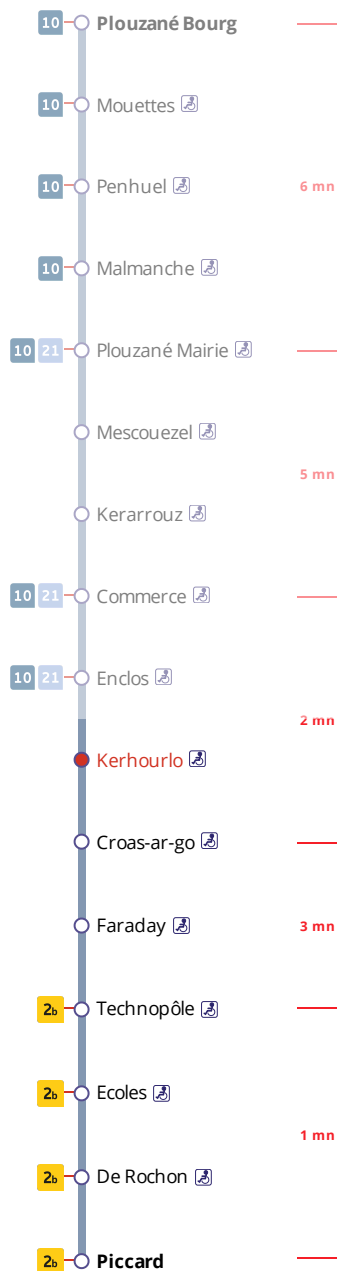 10 Plouzané Bourg
10 Mouettes
10 Penhuel 6 mn
10 Malmanche
10 21 Plouzané Mairie
Mescouezel
5 mn
Kerarrouz
10 21 Commerce
10 21 Enclos
2 mn
Kerhourlo
Croas-ar-go
Faraday 3 mn
2b Technopôle
2b Ecoles
1 mn
2b De Rochon
2b Piccard